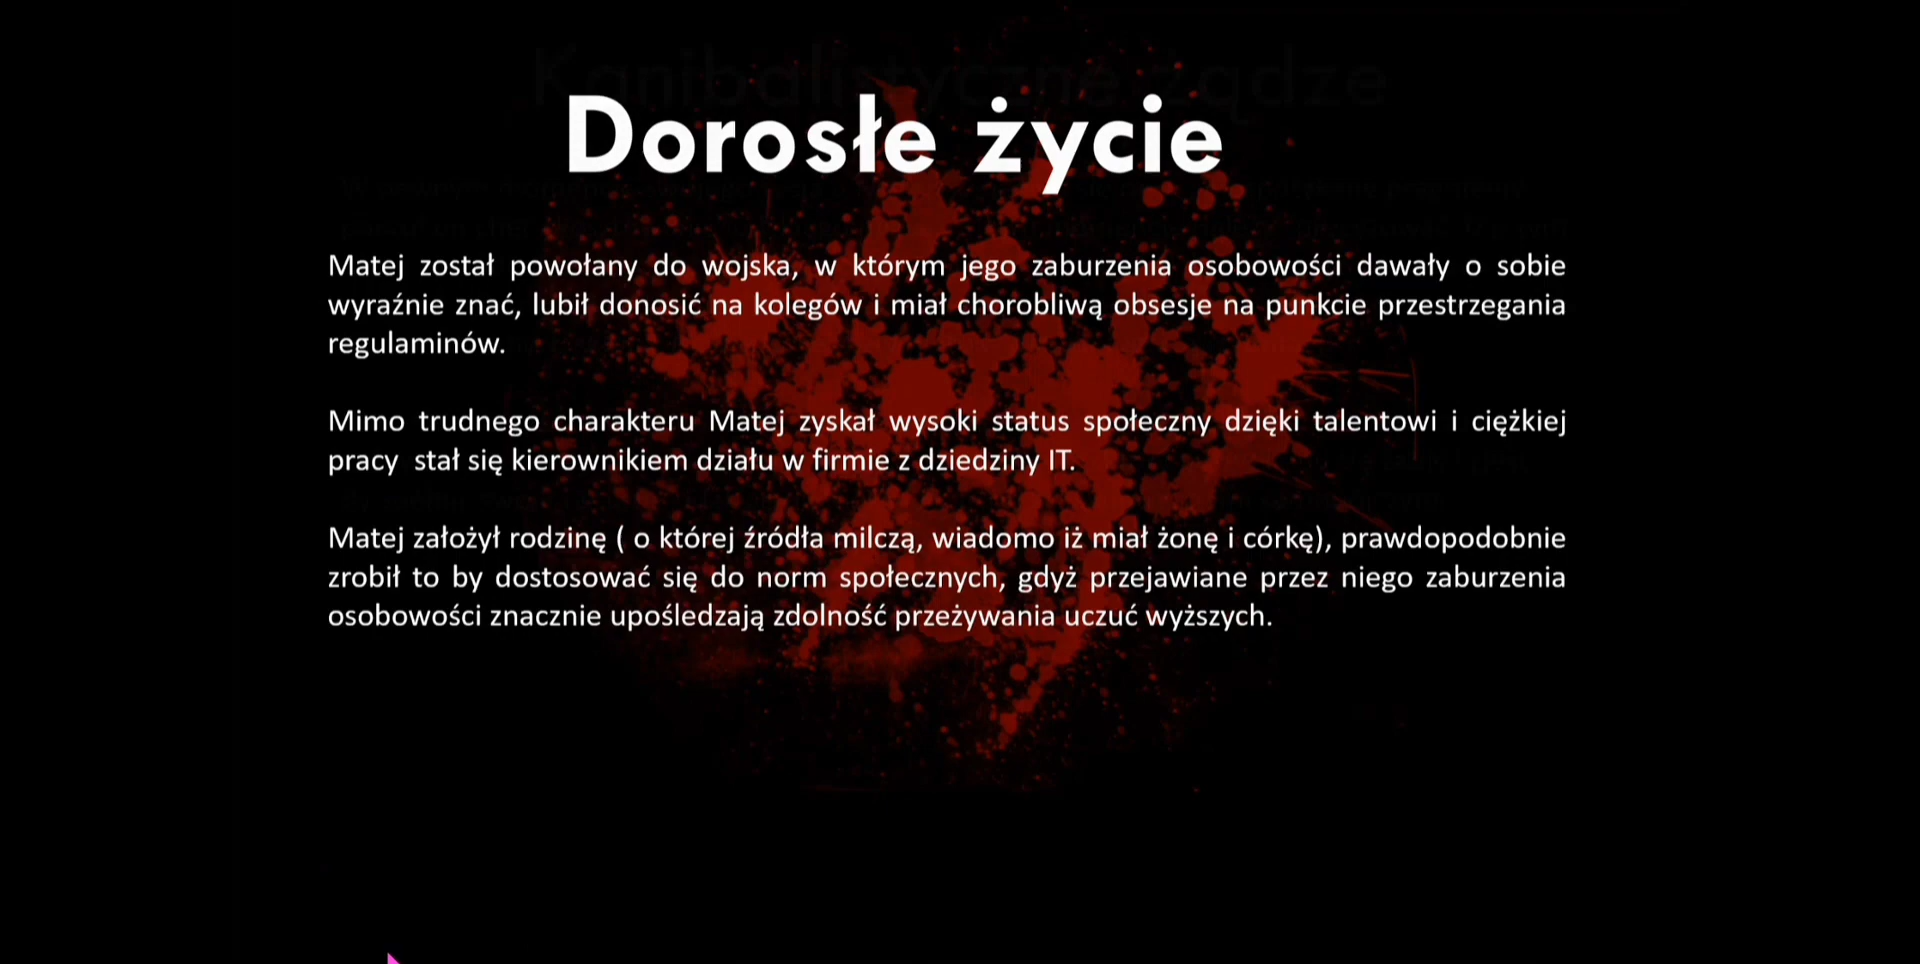 Kanibalistyczne żądze
Dorosłe życie
Matej został powołany do wojska, w którym jego zaburzenia osobowości dawały o sobie
wyraźnie znać, lubił donosić na kolegów i miał chorobliwą obsesje na punkcie przestrzegania
regulaminów.
Mimo trudnego charakteru Matej zyskał wysoki status społeczny dzięki talentowi i ciężkiej
pracy stał się kierownikiem działu w firmie z dziedziny IT.
Matej założył rodzinę ( o której źródła milczą, wiadomo iż miał żonę i córkę), prawdopodobnie
zrobił to by dostosować się do norm społecznych, gdyż przejawiane przez niego zaburzenia
osobowości znacznie upośledzają zdolność przeżywania uczuć wyższych.